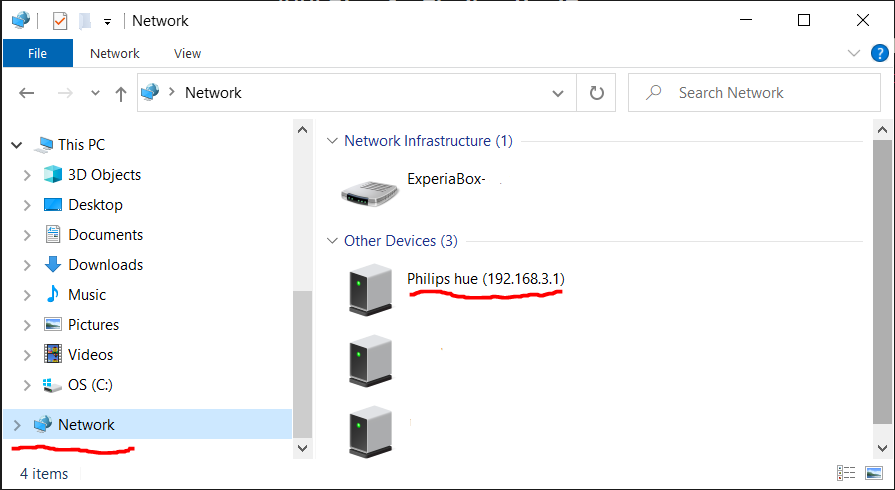 Network
File
Network
View
?
Network
Search Network
This PC
3D Objects
Desktop
Documents
Downloads
Music
Pictures
Videos
OS (C:)
Network
Network Infrastructure (1)
ExperiaBox-
Other Devices (3)
Philips hue (192.168.3.1)
4 items